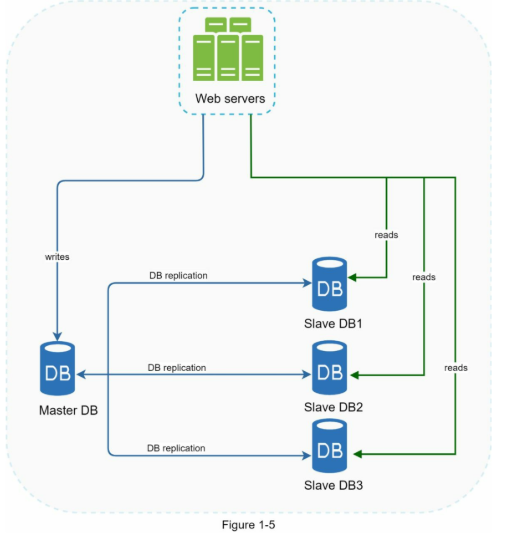 Web servers
writes
reads
reads
reads
DB replication
DB
Slave DB1
DB
Master DB
DB replication
DB
Slave DB2
DB replication
DB
Slave DB3
Figure 1-5